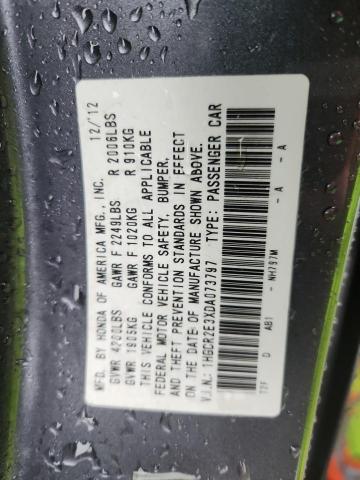 MFD. BY HONDA OF AMERICA MFG., INC. 12/12
GVWR 4200LBS GAWR F 2249LBS R 2006LBS
GVWR 1905KG GAWR F 1020KG R 910KG
THIS VEHICLE CONFORMS TO ALL APPLICABLE
FEDERAL MOTOR VEHICLE SAFETY, BUMPER,
AND THEFT PREVENTION STANDARDS IN EFFECT
ON THE DATE OF MANUFACTURE SHOWN ABOVE.
V.I.N.: 1HGCR2E3XDA073797 TYPE: PASSENGER CAR
T2F D AB1 - NH797M - A - A